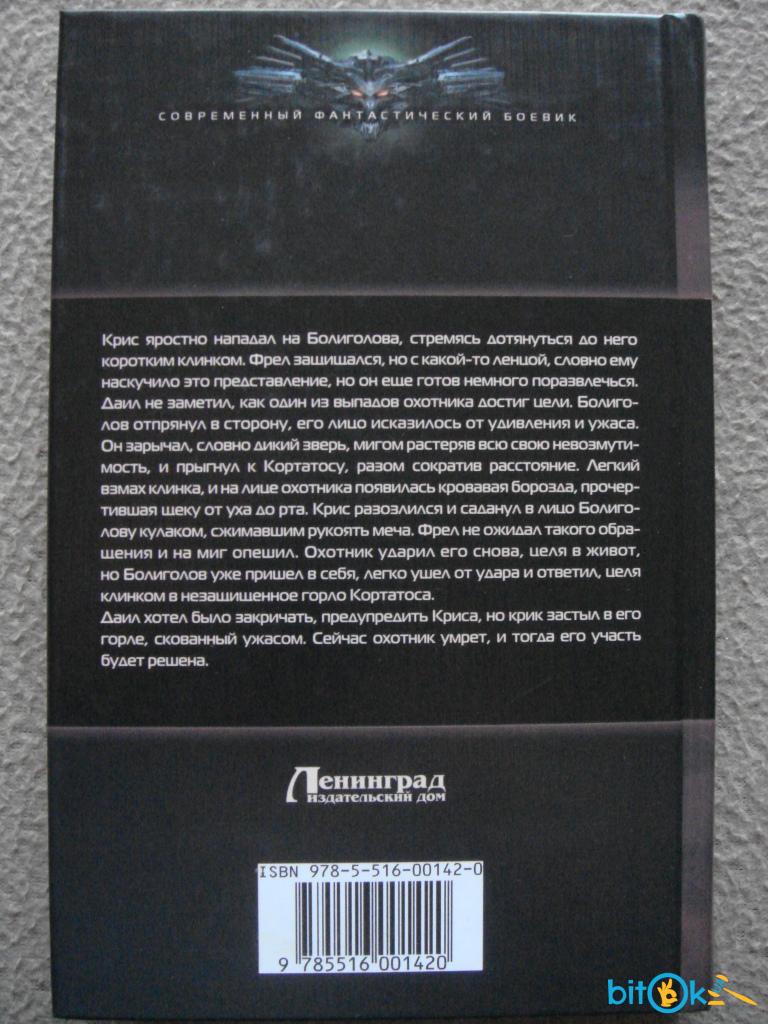 СОВРЕМЕННЫЙ ФАНТАСТИЧЕСКИЙ БОЕВИК
Крис яростно нападал на Болиголова, стремясь дотянуться до него
коротким клинком. Фрел защищался, но с какой-то ленцой, словно ему
наскучило это представление, но он еще готов немного поразвлечься.
Даил не заметил, как один из выпадов охотника достиг цели. Болиго-
лов отпрянул в сторону, его лицо исказилось от удивления и ужаса.
Он зарычал, словно дикий зверь, мигом растеряв всю свою невозмути-
мость, и прыгнул к Кортатосу, разом сократив расстояние. Легкий
взмах клинка, и на лице охотника появилась кровавая борозда, прочер-
тившая щеку от уха до рта. Крис разозлился и саданул в лицо Болиго-
лову кулаком, сжимавшим рукоять меча. Фрел не ожидал такого обра-
щения и на миг опешил. Охотник ударил его снова, целя в живот,
но Болиголов уже пришел в себя, легко ушел от удара и ответил, целя
клинком в незащищенное горло Кортатоса.
Даил хотел было закричать, предупредить Криса, но крик застыл в его
горле, скованный ужасом. Сейчас охотник умрет, и тогда его участь
будет решена.
Ленинград
издательский дом
ISBN 978-5-516-00142-0
9 785516 001420
bitOk